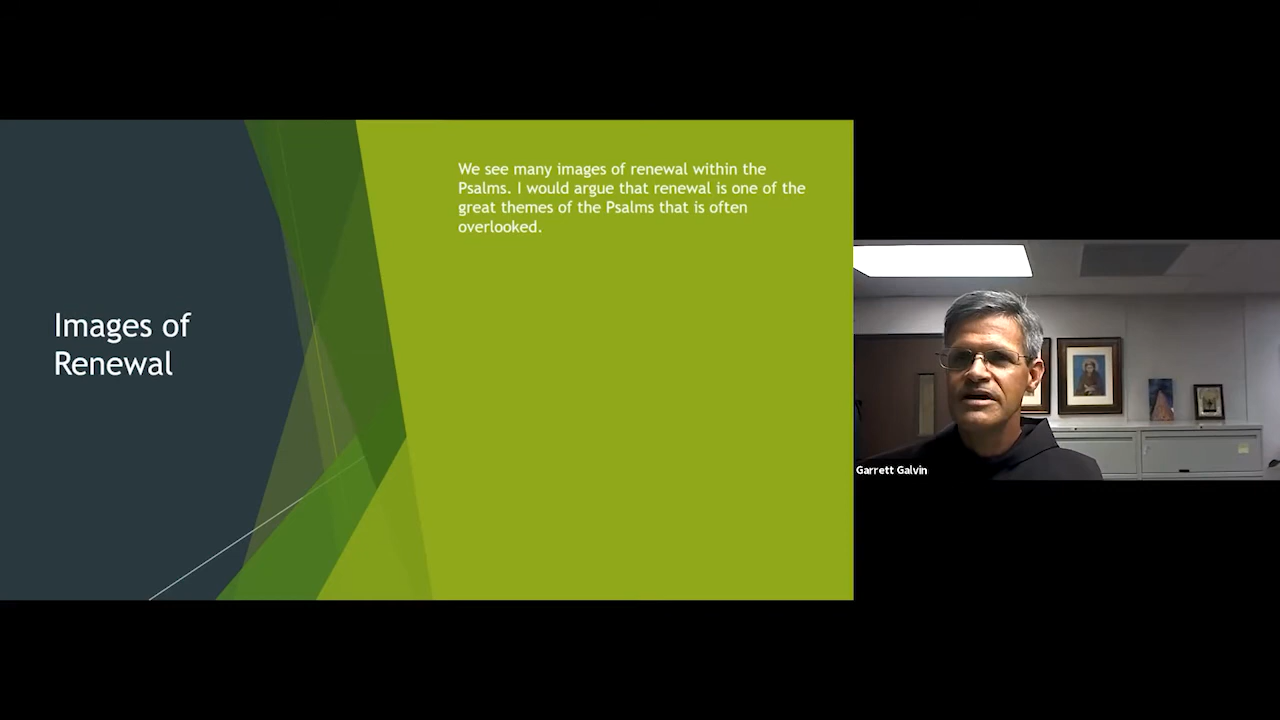 Images of
Renewal
We see many images of renewal within the
Psalms. I would argue that renewal is one of the
great themes of the Psalms that is often
overlooked.
Garrett Galvin